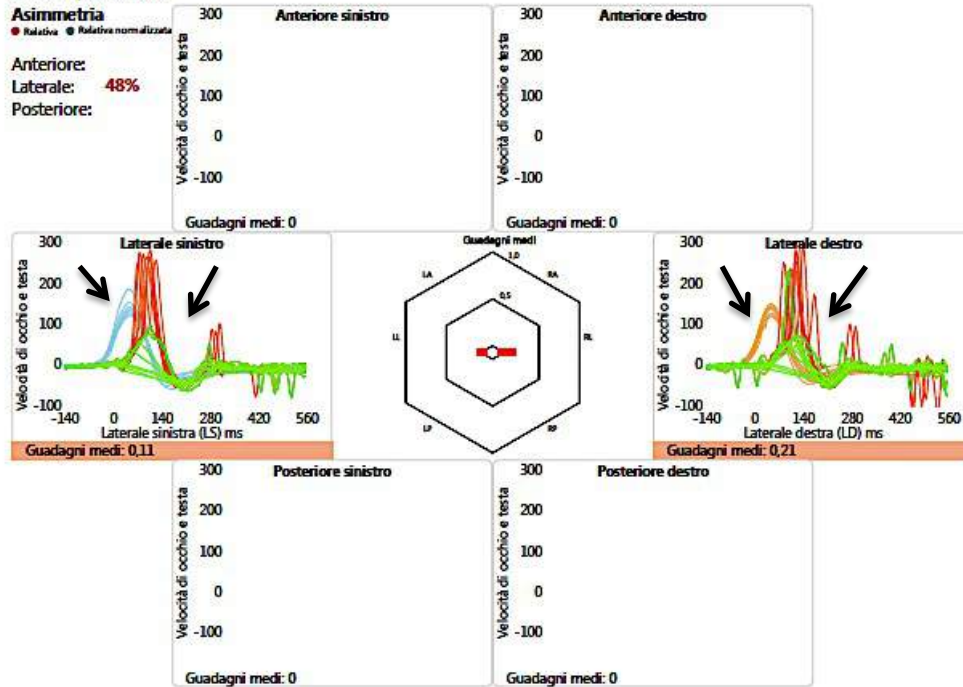 Asimmetria
Relativa Relativa normalizzata
Anteriore:
Laterale: 48%
Posteriore:
Anteriore sinistro
300
200
100
0
-100
Velocità di occhio e testa
Guadagni medi: 0
Anteriore destro
300
200
100
0
-100
Velocità di occhio e testa
Guadagni medi: 0
Laterale sinistro
300
200
100
0
-100
Velocità di occhio e testa
-140 0 140 280 420 560
Laterale sinistra (LS) ms
Guadagni medi: 0,11
Guadagni medi
1,0
0,5
LA RA
LL RL
LP RP
Laterale destro
300
200
100
0
-100
Velocità di occhio e testa
-140 0 140 280 420 560
Laterale destra (LD) ms
Guadagni medi: 0,21
Posteriore sinistro
300
200
100
0
-100
Velocità di occhio e testa
Guadagni medi: 0
Posteriore destro
300
200
100
0
-100
Velocità di occhio e testa
Guadagni medi: 0